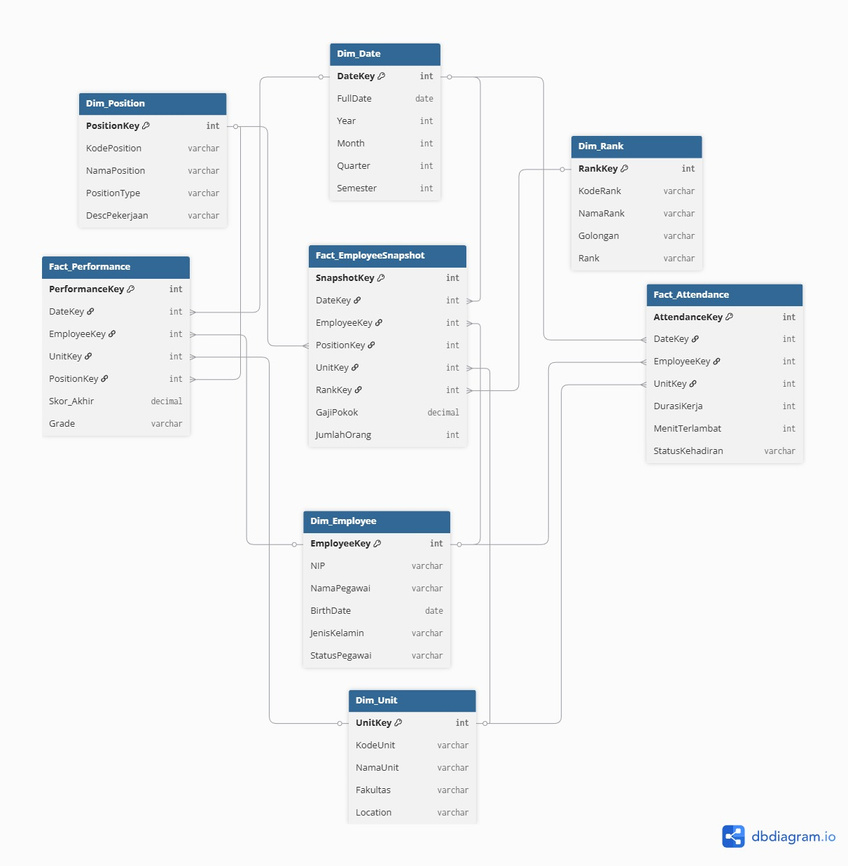 Dim_Date
DateKey int
FullDate date
Year int
Month int
Quarter int
Semester int
Dim_Position
PositionKey int
KodePosition varchar
NamaPosition varchar
PositionType varchar
DescPekerjaan varchar
Dim_Rank
RankKey int
KodeRank varchar
NamaRank varchar
Golongan varchar
Rank varchar
Fact_Performance
PerformanceKey int
DateKey int
EmployeeKey int
UnitKey int
PositionKey int
Skor_Akhir decimal
Grade varchar
Fact_EmployeeSnapshot
SnapshotKey int
DateKey int
EmployeeKey int
PositionKey int
UnitKey int
RankKey int
GajiPokok decimal
JumlahOrang int
Fact_Attendance
AttendanceKey int
DateKey int
EmployeeKey int
UnitKey int
DurasiKerja int
MenitTerlambat int
StatusKehadiran varchar
Dim_Employee
EmployeeKey int
NIP varchar
NamaPegawai varchar
BirthDate date
JenisKelamin varchar
StatusPegawai varchar
Dim_Unit
UnitKey int
KodeUnit varchar
NamaUnit varchar
Fakultas varchar
Location varchar
dbdiagram.io